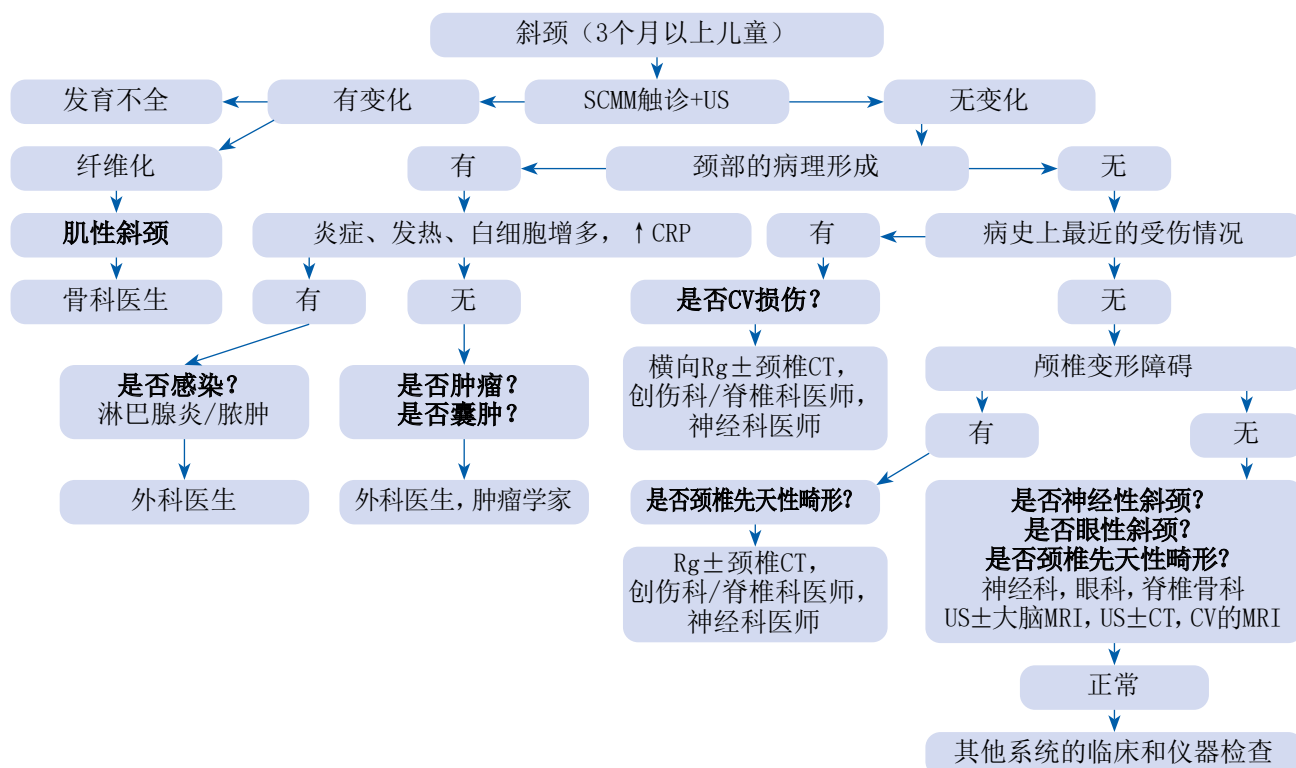 斜颈（3个月以上儿童）
发育不全
有变化
SCMM触诊+US
无变化
纤维化
有
颈部的病理形成
无
肌性斜颈
炎症、发热、白细胞增多，↑CRP
有
病史上最近的受伤情况
骨科医生
有
无
是否CV损伤？
无
是否感染？
淋巴腺炎/脓肿
是否肿瘤？
是否囊肿？
横向Rg±颈椎CT，
创伤科/脊椎科医师，
神经科医师
颅椎变形障碍
有
无
外科医生
外科医生，肿瘤学家
是否颈椎先天性畸形？
是否神经性斜颈？
是否眼性斜颈？
是否颈椎先天性畸形？
神经科，眼科，脊椎骨科
US±大脑MRI，US±CT，CV的MRI
Rg±颈椎CT，
创伤科/脊椎科医师，
神经科医师
正常
其他系统的临床和仪器检查